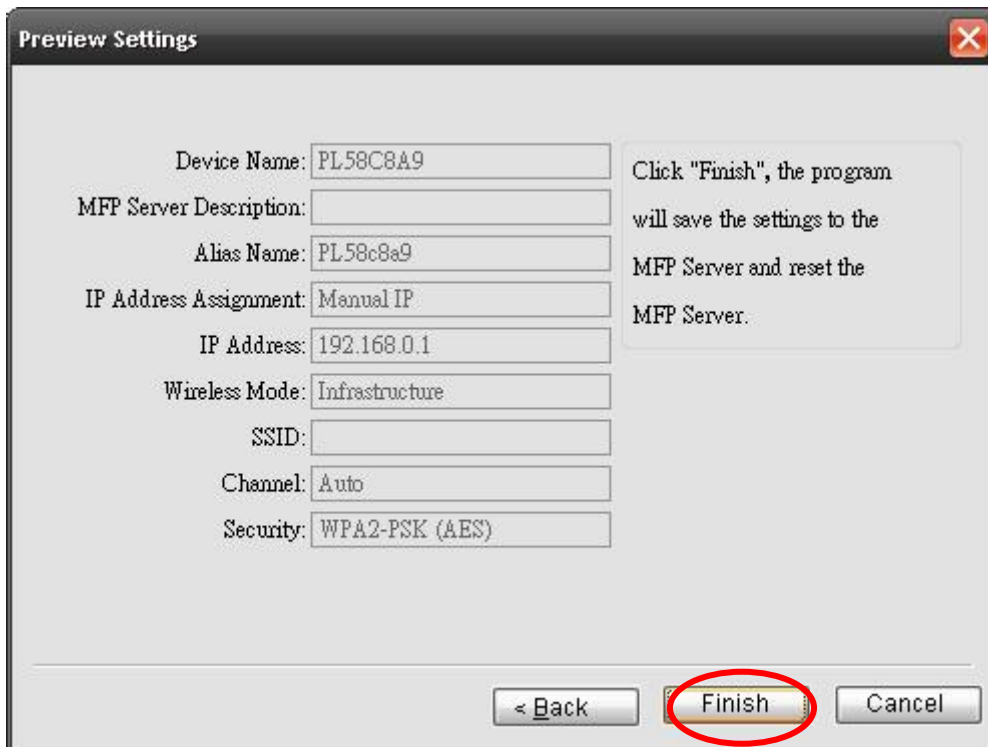 Preview Settings
Device Name: PL58C8A9
MFP Server Description:
Alias Name: PL58c8a9
IP Address Assignment: Manual IP
IP Address: 192.168.0.1
Wireless Mode: Infrastructure
SSID:
Channel: Auto
Security: WPA2-PSK (AES)
Click "Finish", the program
will save the settings to the
MFP Server and reset the
MFP Server.
< Back
Finish
Cancel